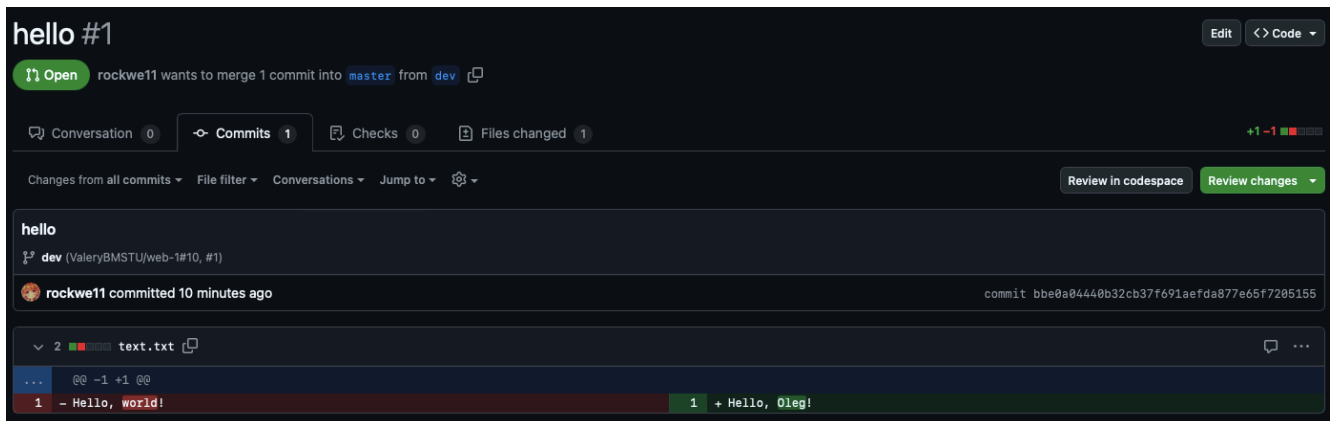 hello #1
Edit
<> Code
Open rockwe11 wants to merge 1 commit into master from dev
Conversation 0 Commits 1 Checks 0 Files changed 1 +1 −1
Changes from all commits File filter Conversations Jump to
Review in codespace Review changes
hello
dev (ValeryBMSTU/web-1#10, #1)
rockwe11 committed 10 minutes ago commit bbe0a04440b32cb37f691aefda877e65f7205155
2 text.txt
... @@ -1 +1 @@
1 - Hello, world! 1 + Hello, Oleg!